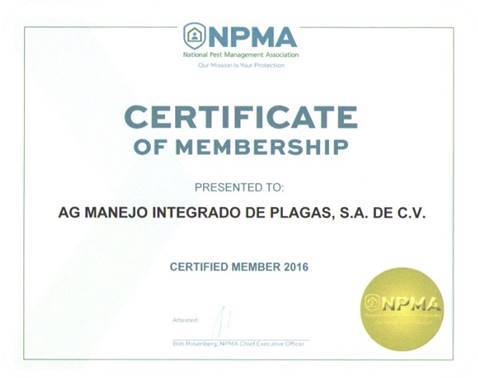 NPMA
National Pest Management Association
Our Mission Is Your Protection
CERTIFICATE
OF MEMBERSHIP
PRESENTED TO:
AG MANEJO INTEGRADO DE PLAGAS, S.A. DE C.V.
CERTIFIED MEMBER 2016
NPMA
Attested:
Bob Rosenberg, NPMA Chief Executive Officer